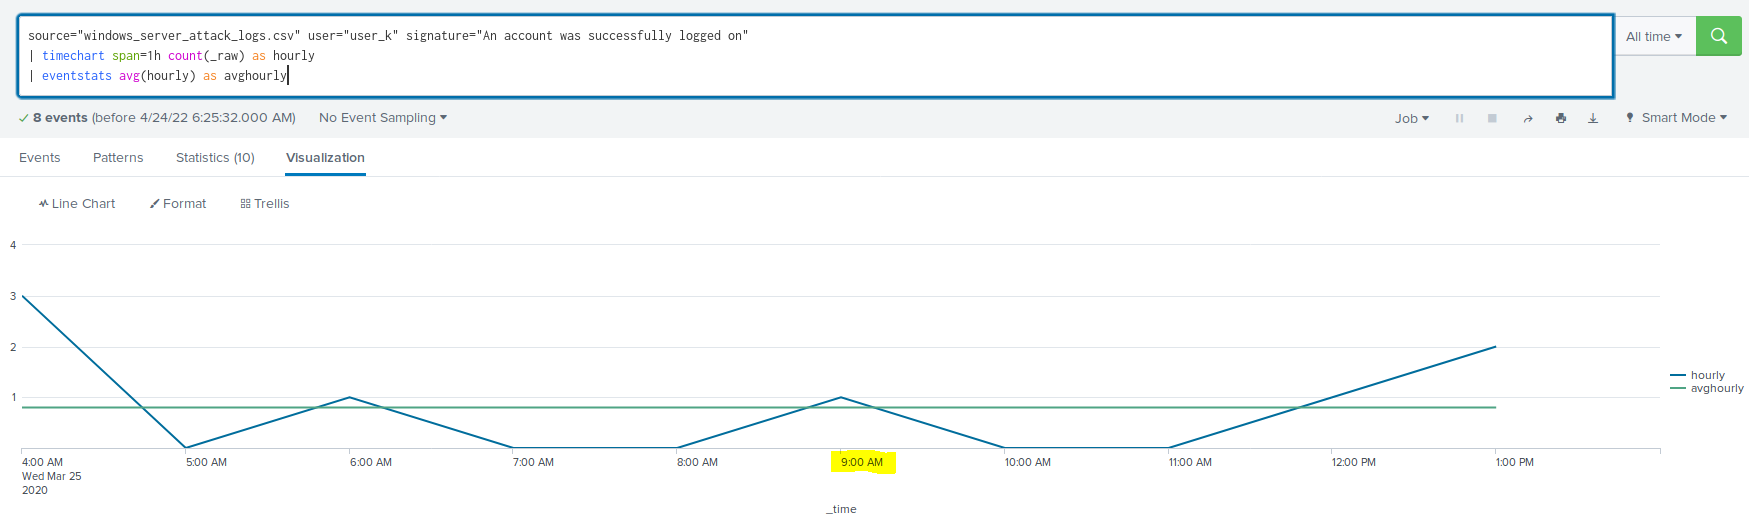 source="windows_server_attack_logs.csv" user="user_k" signature="An account was successfully logged on"
| timechart span=1h count(_raw) as hourly
| eventstats avg(hourly) as avghourly
All time
8 events (before 4/24/22 6:25:32.000 AM) No Event Sampling
Job Smart Mode
Events Patterns Statistics (10) Visualization
Line Chart Format Trellis
4
3
2
1
hourly
avghourly
4:00 AM 5:00 AM 6:00 AM 7:00 AM 8:00 AM 9:00 AM 10:00 AM 11:00 AM 12:00 PM 1:00 PM
Wed Mar 25
2020
_time